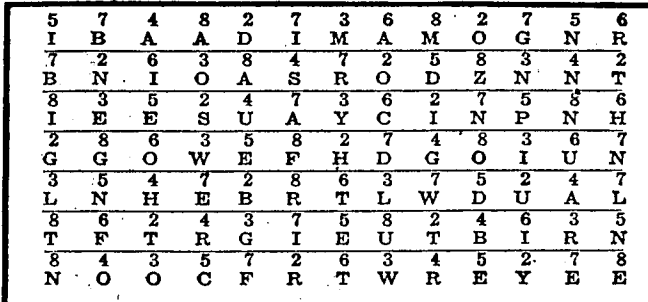 5 7 4 8 2 7 3 6 8 2 7 5 6
I B A A D I M A M O G N R
7 2 6 3 8 4 7 2 5 8 3 4 2
B N I O A S R O D Z N N T
8 3 5 2 4 7 3 6 2 7 5 8 6
I E E S U A Y C I N P N H
2 8 6 3 5 8 2 7 4 8 3 6 7
G G O W E F H D G O I U N
3 5 4 7 2 8 6 3 7 5 2 4 7
L N H E B R T L W D U A L
8 6 2 4 3 7 5 8 2 4 6 3 5
T F T R G I E U T B I R N
8 4 3 5 7 2 6 3 4 5 2 7 8
N O O C F R T W R E Y E E